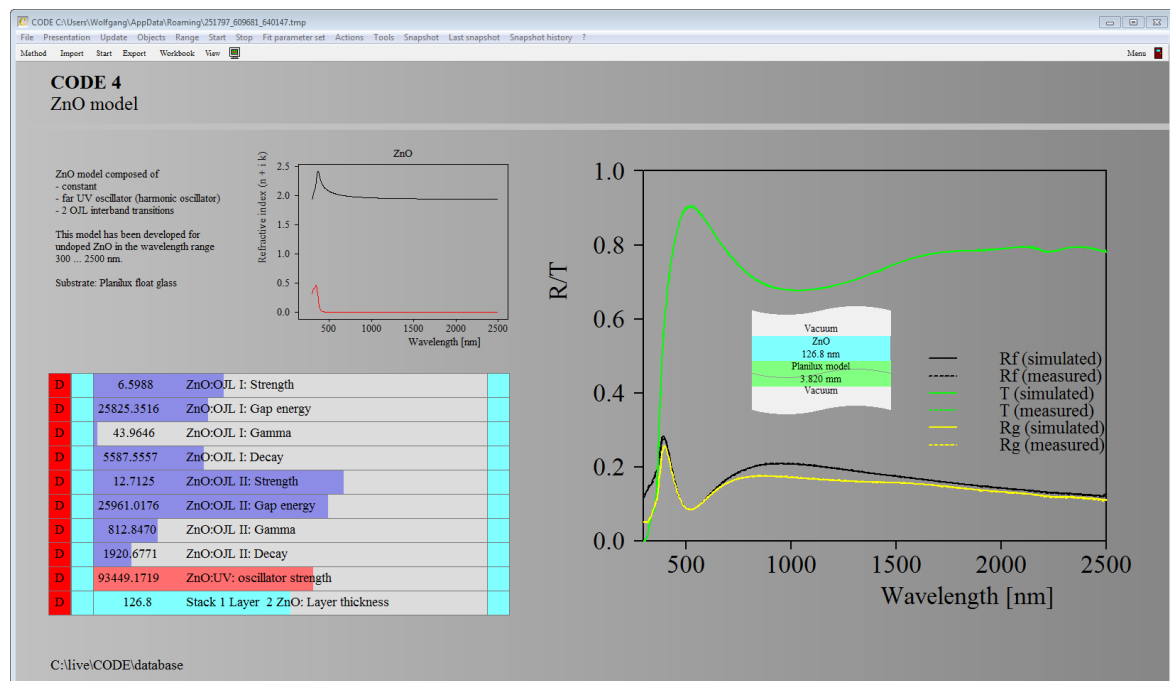 CODE C:\Users\Wolfgang\AppData\Roaming\251797_609681_640147.tmp
File Presentation Update Objects Range Start Stop Fit parameter set Actions Tools Snapshot Last snapshot Snapshot history ?
Method Import Start Export Workbook View Menu
CODE 4
ZnO model
ZnO model composed of
- constant
- far UV oscillator (harmonic oscillator)
- 2 OJL interband transitions
This model has been developed for
undoped ZnO in the wavelength range
300 ... 2500 nm.
Substrate: Planilux float glass
ZnO
Refractive index (n + i k)
2.5
2.0
1.5
1.0
0.5
0.0
500 1000 1500 2000 2500
Wavelength [nm]
D 6.5988 ZnO:OJL I: Strength
D 25825.3516 ZnO:OJL I: Gap energy
D 43.9646 ZnO:OJL I: Gamma
D 5587.5557 ZnO:OJL I: Decay
D 12.7125 ZnO:OJL II: Strength
D 25961.0176 ZnO:OJL II: Gap energy
D 812.8470 ZnO:OJL II: Gamma
D 1920.6771 ZnO:OJL II: Decay
D 93449.1719 ZnO:UV: oscillator strength
D 126.8 Stack 1 Layer 2 ZnO: Layer thickness
R/T
1.0
0.8
0.6
0.4
0.2
0.0
Vacuum
ZnO
126.8 nm
Planilux model
3.820 mm
Vacuum
Rf (simulated)
Rf (measured)
T (simulated)
T (measured)
Rg (simulated)
Rg (measured)
500 1000 1500 2000 2500
Wavelength [nm]
C:\live\CODE\database